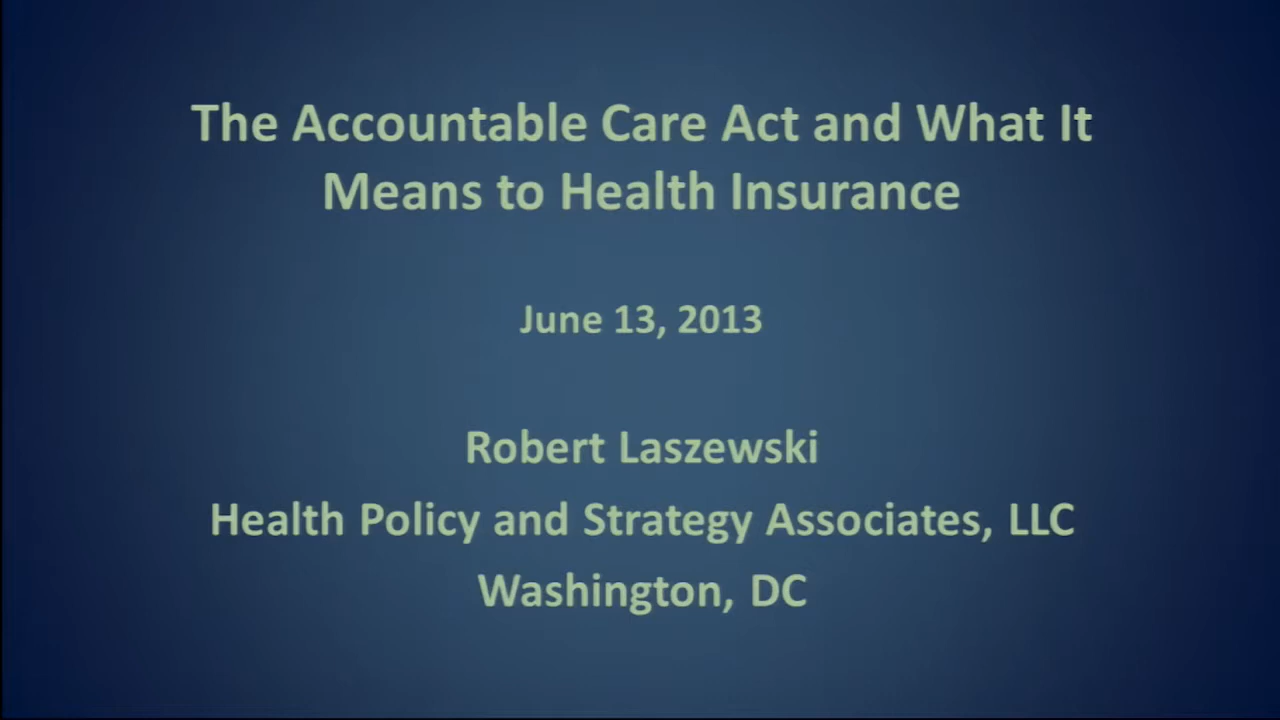 The Accountable Care Act and What It
Means to Health Insurance
June 13, 2013
Robert Laszewski
Health Policy and Strategy Associates, LLC
Washington, DC